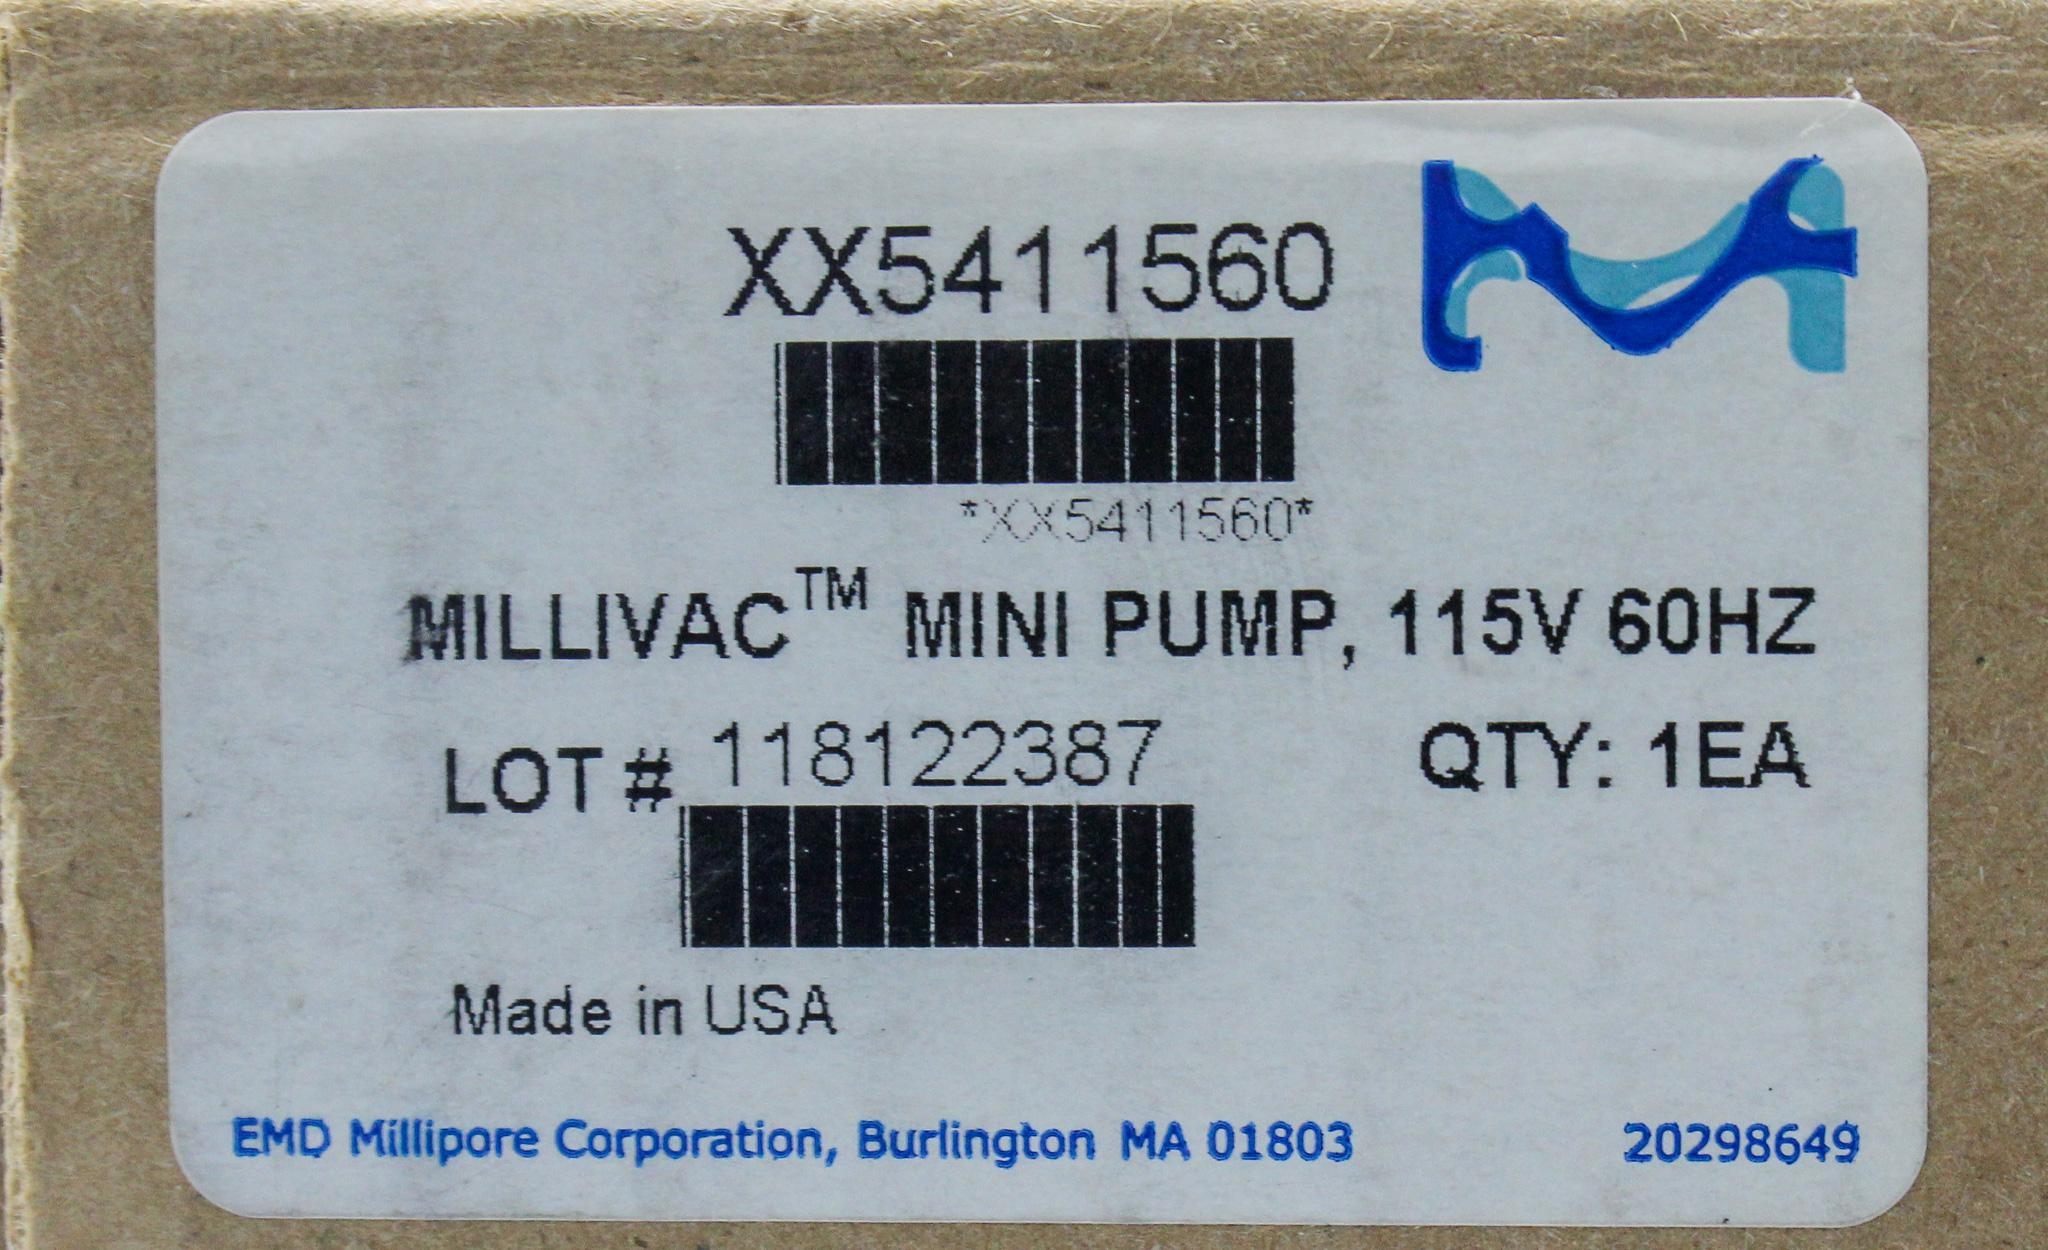 XX5411560
*XX5411560*
MILLIVAC™ MINI PUMP, 115V 60HZ
LOT # 118122387 QTY: 1EA
Made in USA
EMD Millipore Corporation, Burlington MA 01803 20298649